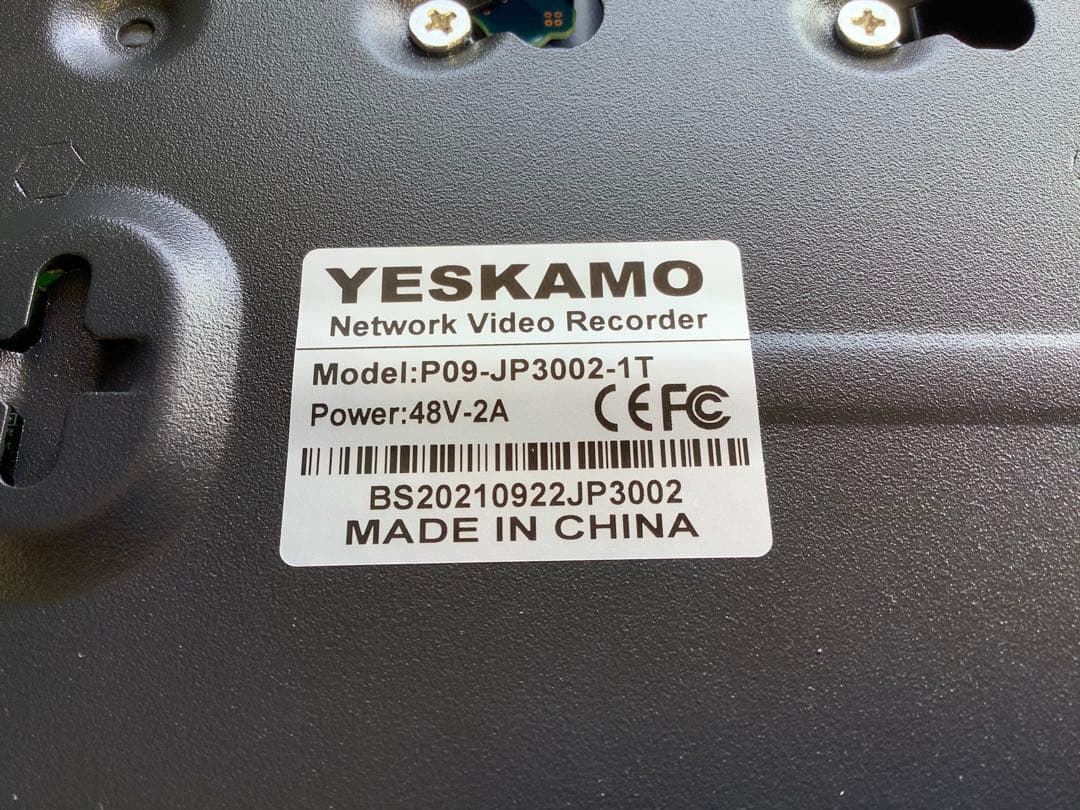 YESKAMO
Network Video Recorder
Model:P09-JP3002-1T
Power:48V-2A
CE FC
BS20210922JP3002
MADE IN CHINA